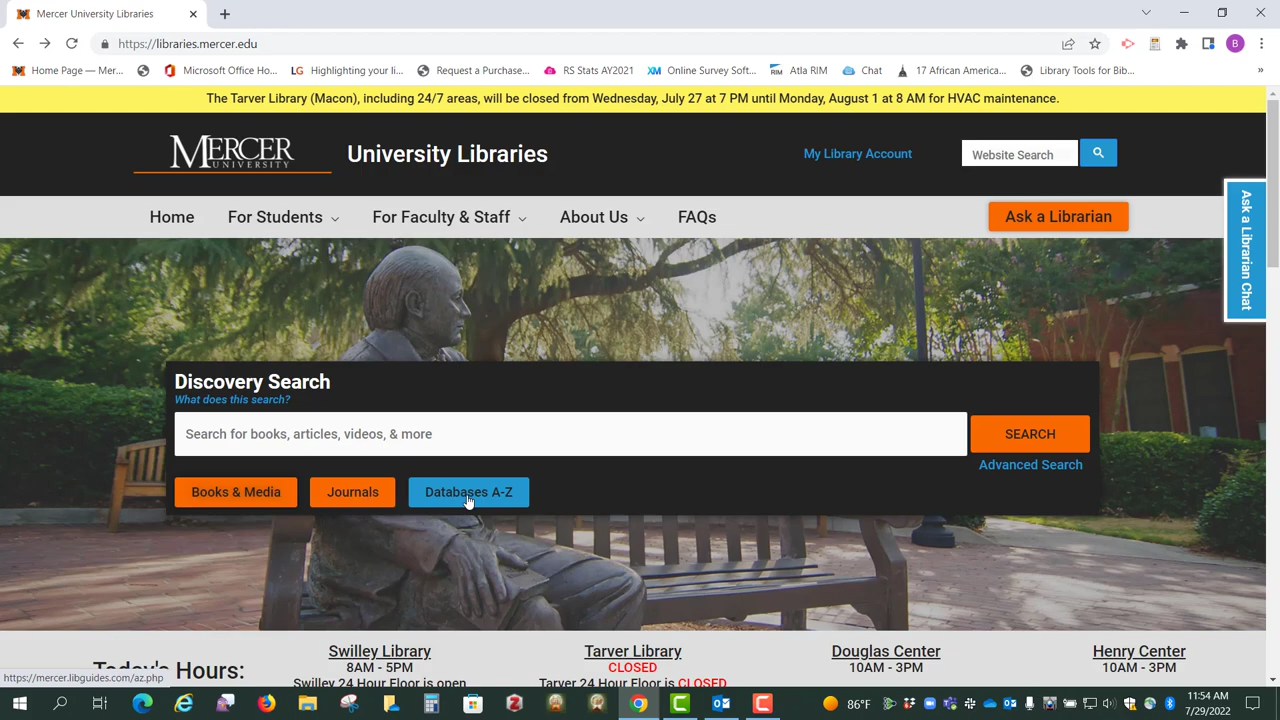 Mercer University Libraries
https://libraries.mercer.edu
B
Home Page — Mer...
Microsoft Office Ho...
LG Highlighting your li...
Request a Purchase...
RS Stats AY2021
XM Online Survey Soft...
RIM Atla RIM
Chat
17 African America...
Library Tools for Bib...
»
The Tarver Library (Macon), including 24/7 areas, will be closed from Wednesday, July 27 at 7 PM until Monday, August 1 at 8 AM for HVAC maintenance.
MERCER
UNIVERSITY
University Libraries
My Library Account
Website Search
Home
For Students
For Faculty & Staff
About Us
FAQs
Ask a Librarian
Ask a Librarian Chat
Discovery Search
What does this search?
Search for books, articles, videos, & more
SEARCH
Advanced Search
Books & Media
Journals
Databases A-Z
Today's Hours:
Swilley Library
8AM - 5PM
Swilley 24 Hour Floor is open
Tarver Library
CLOSED
Tarver 24 Hour Floor is CLOSED
Douglas Center
10AM - 3PM
Henry Center
10AM - 3PM
https://mercer.libguides.com/az.php
86°F
11:54 AM
7/29/2022